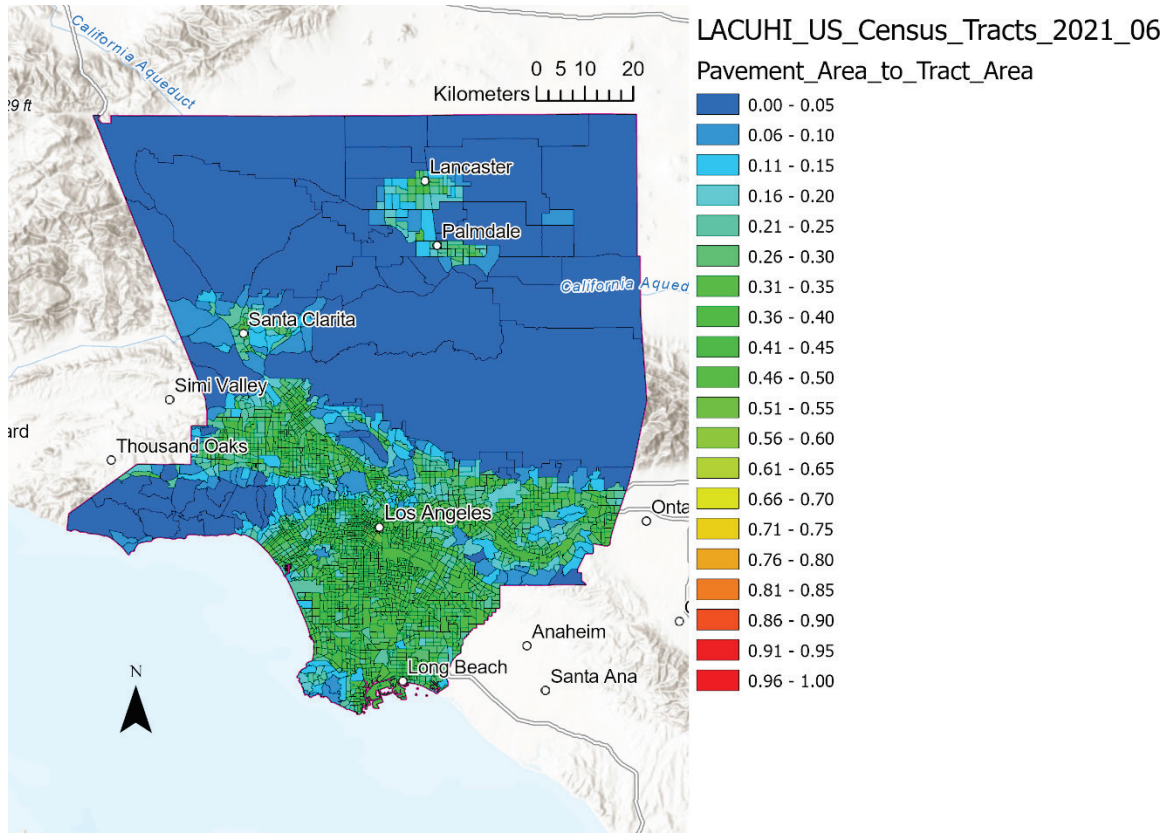 LACUHI_US_Census_Tracts_2021_06
Pavement_Area_to_Tract_Area
0.00 - 0.05
0.06 - 0.10
0.11 - 0.15
0.16 - 0.20
0.21 - 0.25
0.26 - 0.30
0.31 - 0.35
0.36 - 0.40
0.41 - 0.45
0.46 - 0.50
0.51 - 0.55
0.56 - 0.60
0.61 - 0.65
0.66 - 0.70
0.71 - 0.75
0.76 - 0.80
0.81 - 0.85
0.86 - 0.90
0.91 - 0.95
0.96 - 1.00
California Aqueduct
0 5 10 20
Kilometers
29 ft
Lancaster
Palmdale
California Aqued
Santa Clarita
Simi Valley
ard
Thousand Oaks
Los Angeles
Onta
Anaheim
Long Beach
Santa Ana
N